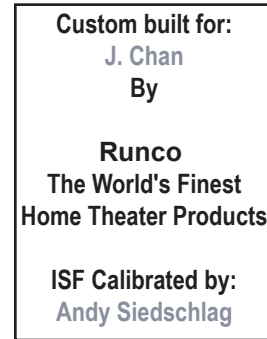 Custom built for:
J. Chan
By
Runco
The World's Finest
Home Theater Products
ISF Calibrated by:
Andy Siedschlag